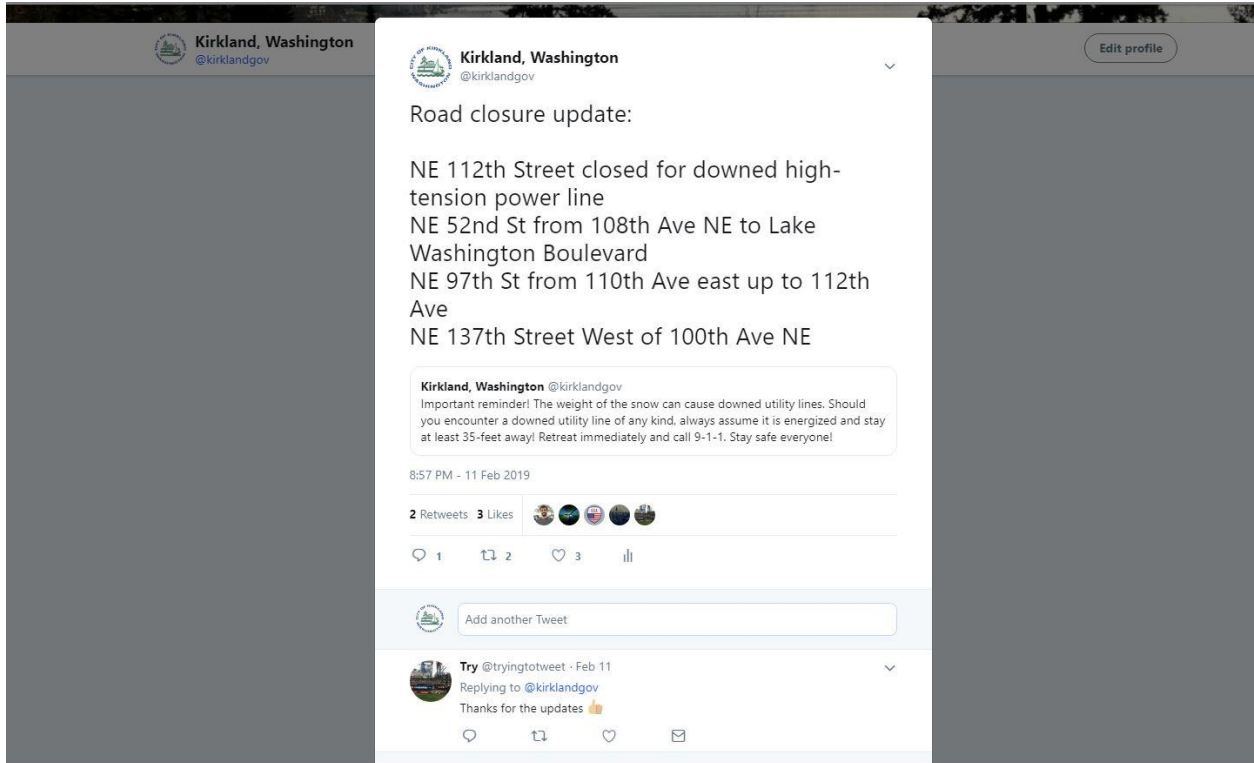 Kirkland, Washington
@kirklandgov
Edit profile
CITY OF KIRKLAND
WASHINGTON
Kirkland, Washington
@kirklandgov
Road closure update:
NE 112th Street closed for downed high-
tension power line
NE 52nd St from 108th Ave NE to Lake
Washington Boulevard
NE 97th St from 110th Ave east up to 112th
Ave
NE 137th Street West of 100th Ave NE
Kirkland, Washington @kirklandgov
Important reminder! The weight of the snow can cause downed utility lines. Should
you encounter a downed utility line of any kind, always assume it is energized and stay
at least 35-feet away! Retreat immediately and call 9-1-1. Stay safe everyone!
8:57 PM - 11 Feb 2019
2 Retweets 3 Likes
1 2 3
Add another Tweet
Try @tryingtotweet · Feb 11
Replying to @kirklandgov
Thanks for the updates 👍🏼